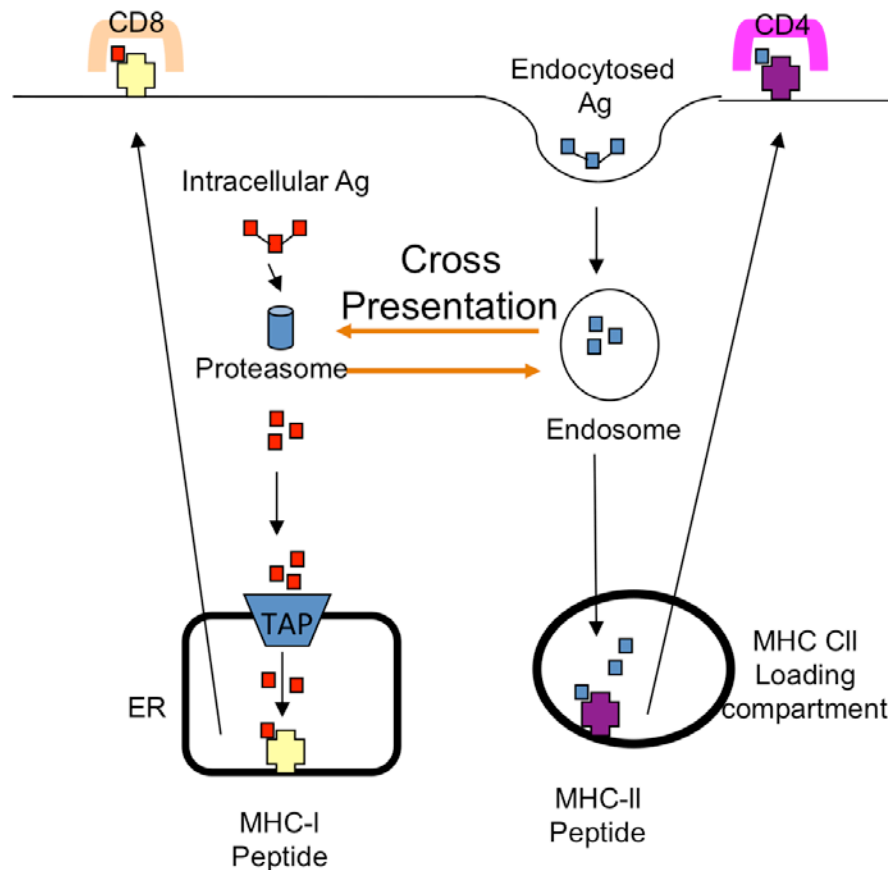 CD8
CD4
Endocytosed
Ag
Intracellular Ag
Cross
Presentation
Proteasome
Endosome
TAP
ER
MHC CII
Loading
compartment
MHC-I
Peptide
MHC-II
Peptide